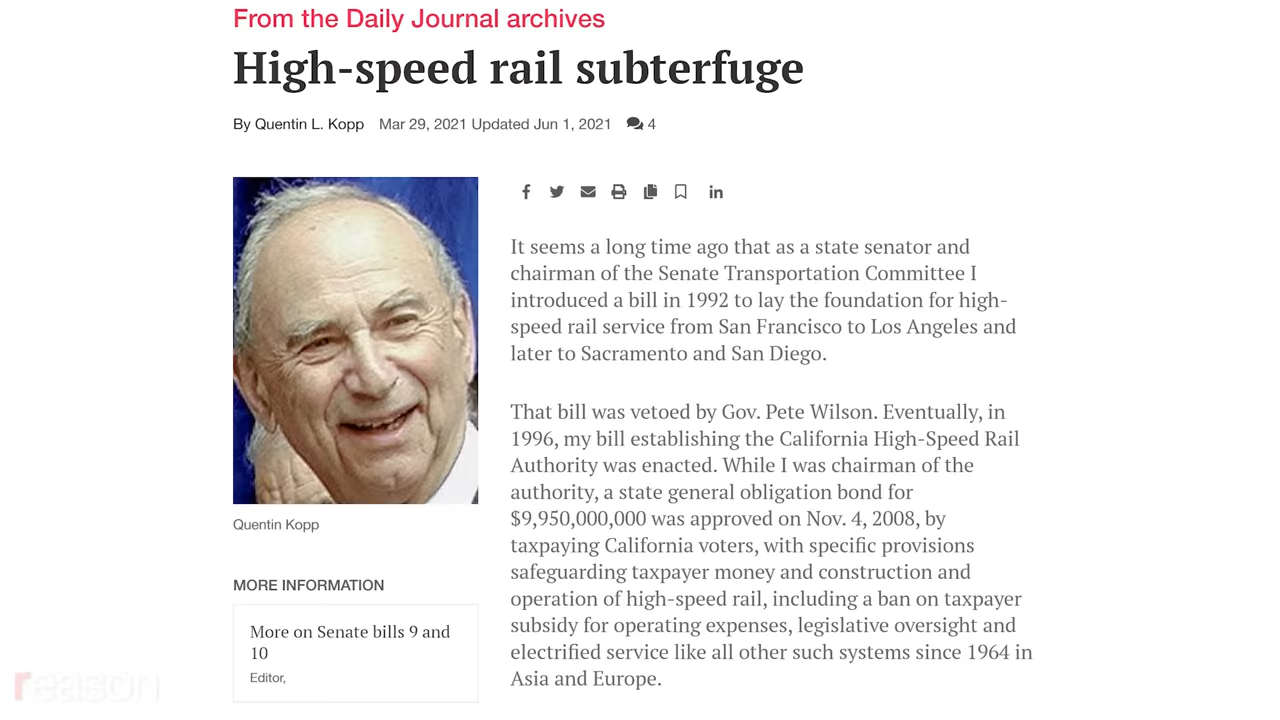 From the Daily Journal archives
High-speed rail subterfuge
By Quentin L. Kopp Mar 29, 2021 Updated Jun 1, 2021 4
in
It seems a long time ago that as a state senator and
chairman of the Senate Transportation Committee I
introduced a bill in 1992 to lay the foundation for high-
speed rail service from San Francisco to Los Angeles and
later to Sacramento and San Diego.
That bill was vetoed by Gov. Pete Wilson. Eventually, in
1996, my bill establishing the California High-Speed Rail
Authority was enacted. While I was chairman of the
authority, a state general obligation bond for
$9,950,000,000 was approved on Nov. 4, 2008, by
taxpaying California voters, with specific provisions
safeguarding taxpayer money and construction and
operation of high-speed rail, including a ban on taxpayer
subsidy for operating expenses, legislative oversight and
electrified service like all other such systems since 1964 in
Asia and Europe.
Quentin Kopp
MORE INFORMATION
More on Senate bills 9 and
10
Editor,
reason